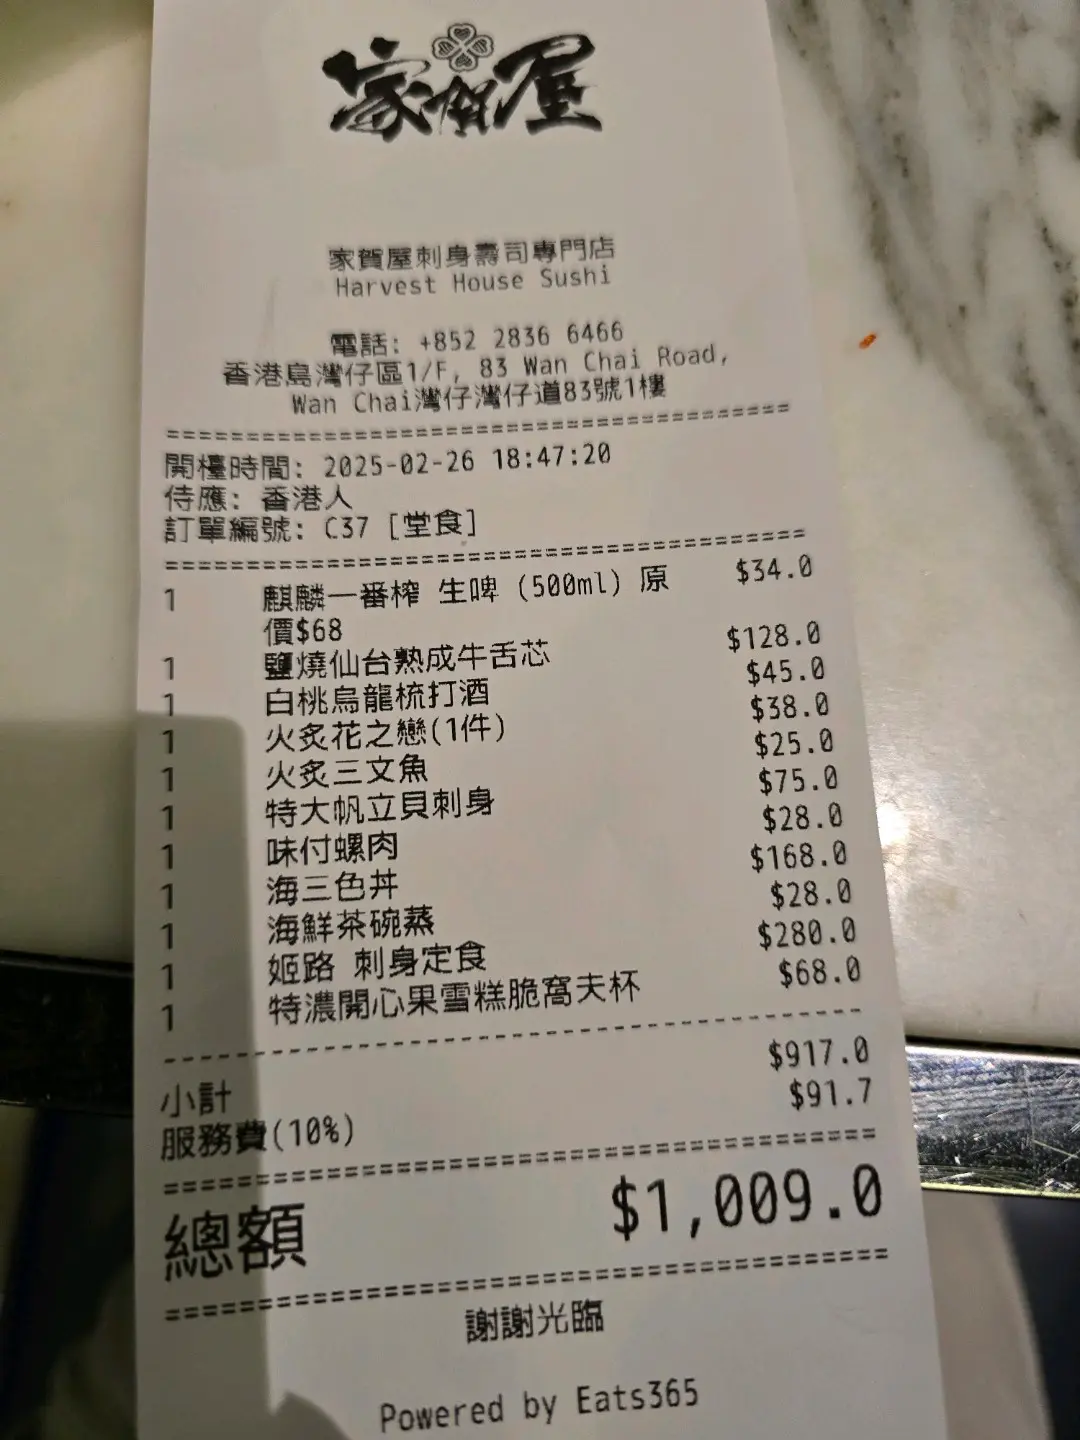 家賀屋
家賀屋刺身壽司專門店
Harvest House Sushi
電話: +852 2836 6466
香港島灣仔區1/F, 83 Wan Chai Road,
Wan Chai灣仔灣仔道83號1樓
========================================
開檯時間: 2025-02-26 18:47:20
侍應: 香港人
訂單編號: C37 [堂食]
========================================
1 麒麟一番榨 生啤 (500ml) 原 $34.0
價$68
1 鹽燒仙台熟成牛舌芯 $128.0
1 白桃烏龍梳打酒 $45.0
1 火炙花之戀(1件) $38.0
1 火炙三文魚 $25.0
1 特大帆立貝刺身 $75.0
1 味付螺肉 $28.0
1 海三色丼 $168.0
1 海鮮茶碗蒸 $28.0
1 姬路 刺身定食 $280.0
1 特濃開心果雪糕脆窩夫杯 $68.0
----------------------------------------
小計 $917.0
服務費(10%) $91.7
========================================
總額 $1,009.0
========================================
謝謝光臨
Powered by Eats365